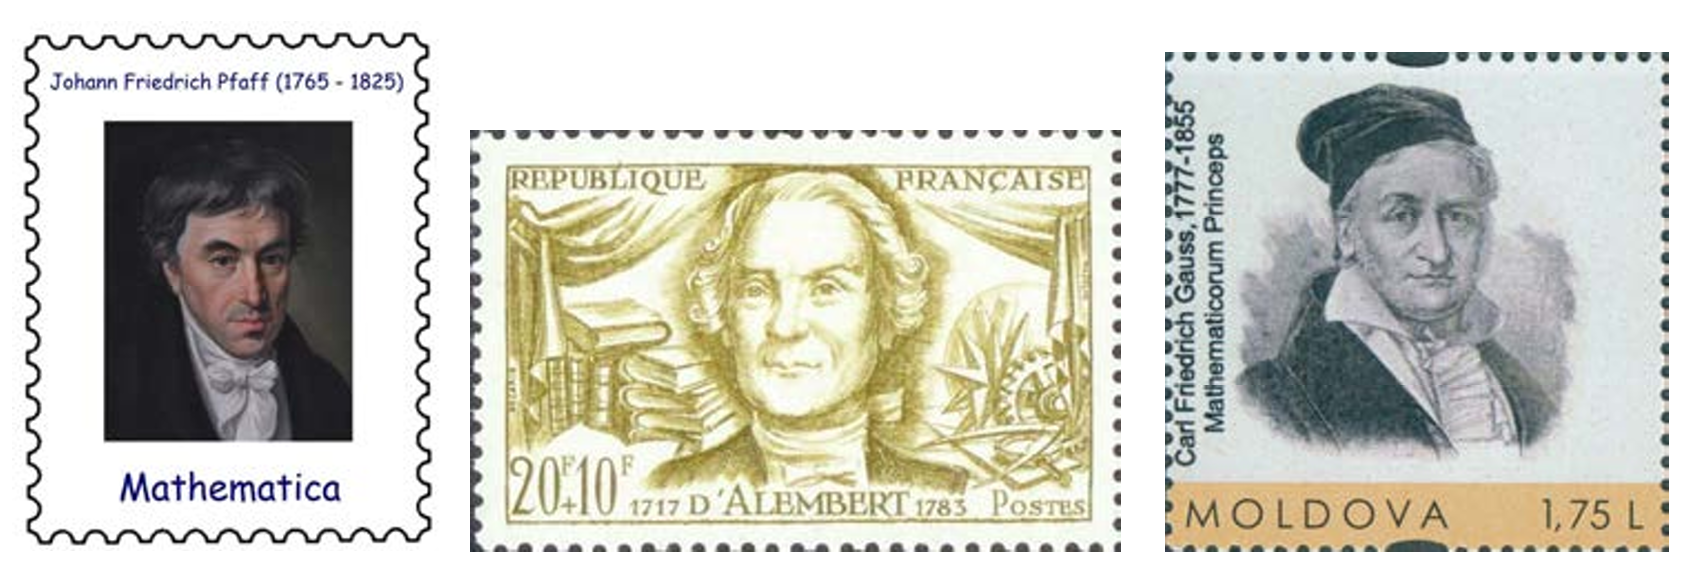 Johann Friedrich Pfaff (1765 - 1825)
Mathematica
REPUBLIQUE FRANÇAISE
20F+10F 1717 D'ALEMBERT 1783 POSTES
Carl Friedrich Gauss, 1777-1855
Mathematicorum Princeps
MOLDOVA 1,75 L